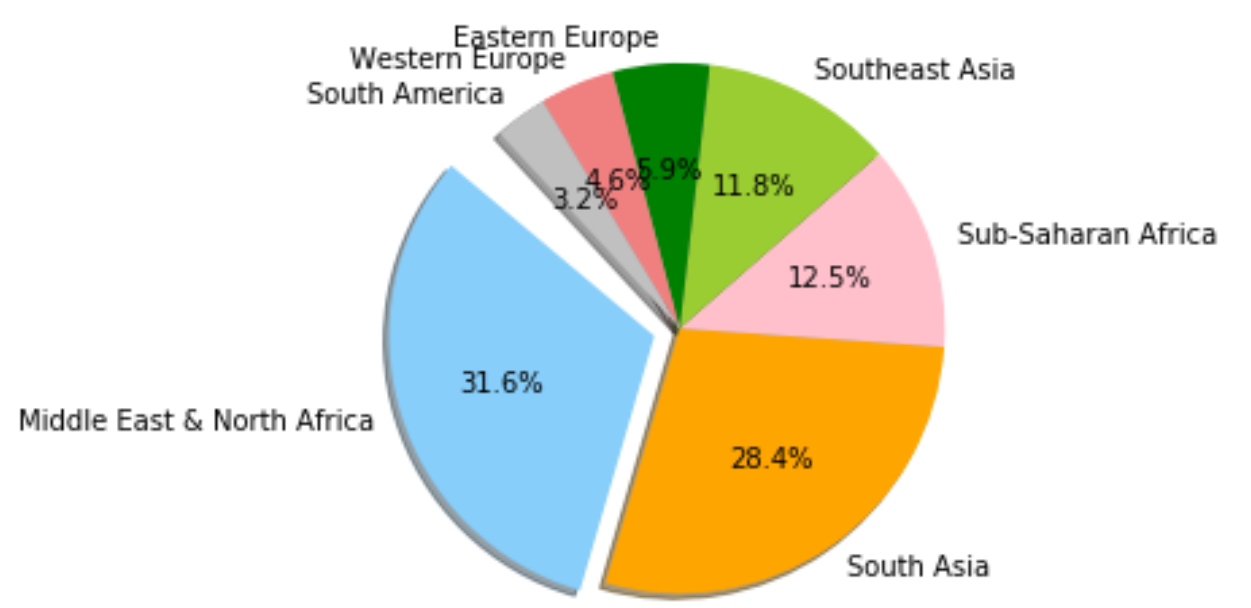 Eastern Europe
Western Europe
South America
Southeast Asia
5.9%
4.6%
3.2%
11.8%
Sub-Saharan Africa
12.5%
31.6%
Middle East & North Africa
28.4%
South Asia